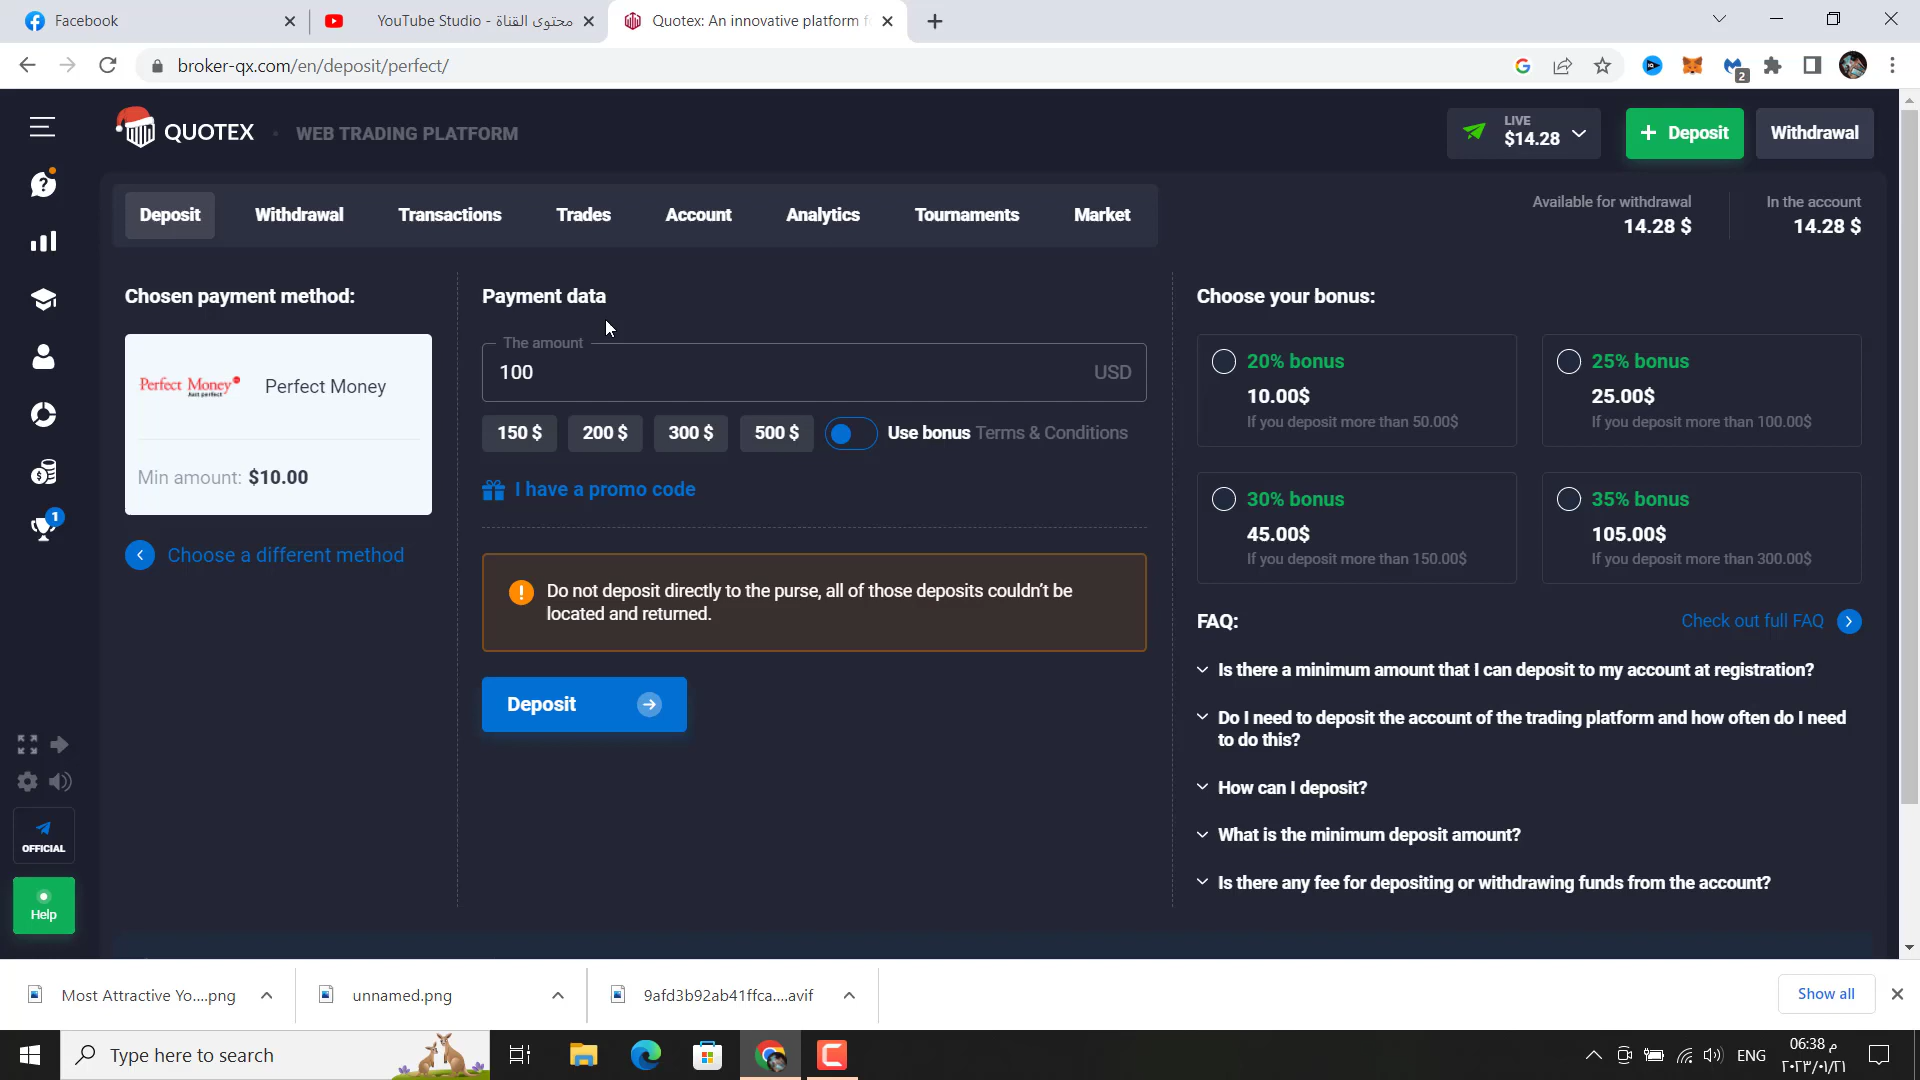 Facebook
YouTube Studio - محتوى القناة
Quotex: An innovative platform f
broker-qx.com/en/deposit/perfect/
2
QUOTEX
WEB TRADING PLATFORM
LIVE
$14.28
+ Deposit
Withdrawal
Deposit
Withdrawal
Transactions
Trades
Account
Analytics
Tournaments
Market
Available for withdrawal
14.28 $
In the account
14.28 $
Chosen payment method:
Perfect Money
Just perfect
Perfect Money
Min amount: $10.00
Choose a different method
Payment data
The amount
100
USD
150 $
200 $
300 $
500 $
Use bonus Terms & Conditions
I have a promo code
Do not deposit directly to the purse, all of those deposits couldn't be
located and returned.
Deposit
Choose your bonus:
20% bonus
10.00$
If you deposit more than 50.00$
25% bonus
25.00$
If you deposit more than 100.00$
30% bonus
45.00$
If you deposit more than 150.00$
35% bonus
105.00$
If you deposit more than 300.00$
FAQ:
Check out full FAQ
Is there a minimum amount that I can deposit to my account at registration?
Do I need to deposit the account of the trading platform and how often do I need
to do this?
How can I deposit?
What is the minimum deposit amount?
Is there any fee for depositing or withdrawing funds from the account?
1
OFFICIAL
Help
Most Attractive Yo....png
unnamed.png
9afd3b92ab41ffca....avif
Show all
Type here to search
ENG
06:38 م
٢٠٢٣/٠١/٢١